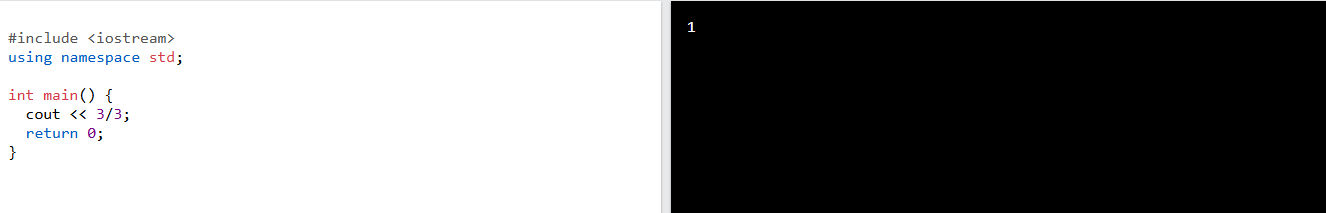 #include <iostream>
using namespace std;
int main() {
  cout << 3/3;
  return 0;
}
1